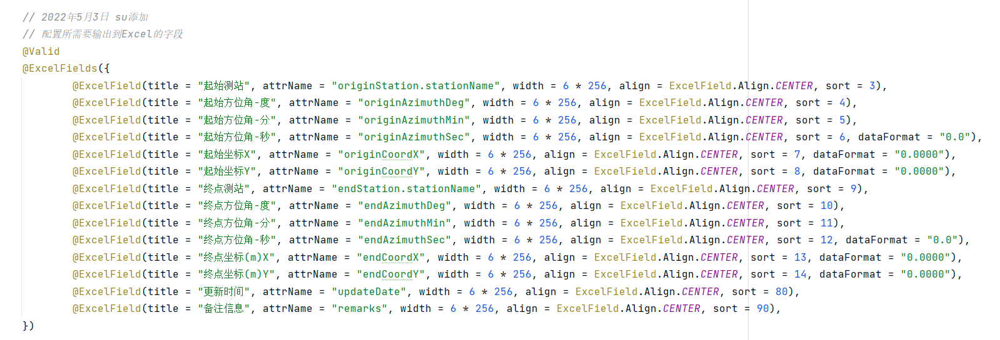 // 2022年5月3日 su添加
// 配置所需要输出到Excel的字段
@Valid
@ExcelFields({
@ExcelField(title = "起始测站", attrName = "originStation.stationName", width = 6 * 256, align = ExcelField.Align.CENTER, sort = 3),
@ExcelField(title = "起始方位角-度", attrName = "originAzimuthDeg", width = 6 * 256, align = ExcelField.Align.CENTER, sort = 4),
@ExcelField(title = "起始方位角-分", attrName = "originAzimuthMin", width = 6 * 256, align = ExcelField.Align.CENTER, sort = 5),
@ExcelField(title = "起始方位角-秒", attrName = "originAzimuthSec", width = 6 * 256, align = ExcelField.Align.CENTER, sort = 6, dataFormat = "0.0"),
@ExcelField(title = "起始坐标X", attrName = "originCoordX", width = 6 * 256, align = ExcelField.Align.CENTER, sort = 7, dataFormat = "0.0000"),
@ExcelField(title = "起始坐标Y", attrName = "originCoordY", width = 6 * 256, align = ExcelField.Align.CENTER, sort = 8, dataFormat = "0.0000"),
@ExcelField(title = "终点测站", attrName = "endStation.stationName", width = 6 * 256, align = ExcelField.Align.CENTER, sort = 9),
@ExcelField(title = "终点方位角-度", attrName = "endAzimuthDeg", width = 6 * 256, align = ExcelField.Align.CENTER, sort = 10),
@ExcelField(title = "终点方位角-分", attrName = "endAzimuthMin", width = 6 * 256, align = ExcelField.Align.CENTER, sort = 11),
@ExcelField(title = "终点方位角-秒", attrName = "endAzimuthSec", width = 6 * 256, align = ExcelField.Align.CENTER, sort = 12, dataFormat = "0.0"),
@ExcelField(title = "终点坐标(m)X", attrName = "endCoordX", width = 6 * 256, align = ExcelField.Align.CENTER, sort = 13, dataFormat = "0.0000"),
@ExcelField(title = "终点坐标(m)Y", attrName = "endCoordY", width = 6 * 256, align = ExcelField.Align.CENTER, sort = 14, dataFormat = "0.0000"),
@ExcelField(title = "更新时间", attrName = "updateDate", width = 6 * 256, align = ExcelField.Align.CENTER, sort = 80),
@ExcelField(title = "备注信息", attrName = "remarks", width = 6 * 256, align = ExcelField.Align.CENTER, sort = 90),
})